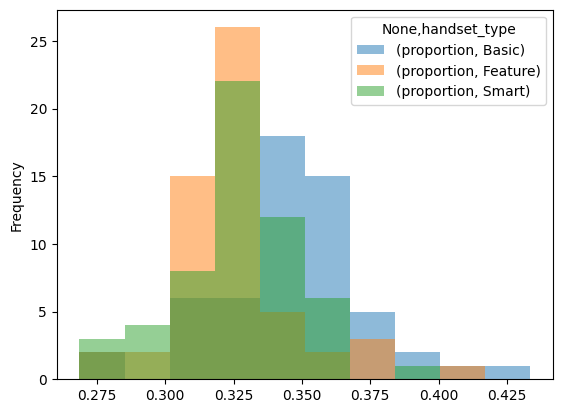 None,handset_type
(proportion, Basic)
(proportion, Feature)
(proportion, Smart)
Frequency
25
20
15
10
5
0
0.275 0.300 0.325 0.350 0.375 0.400 0.425